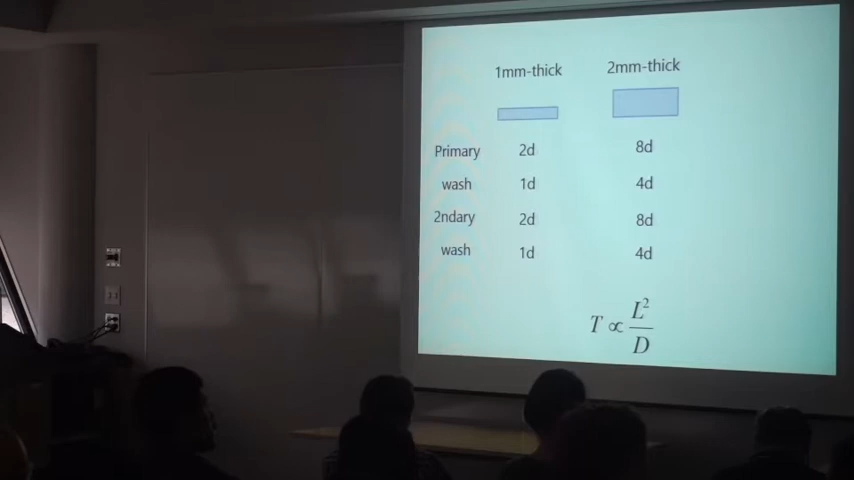 1mm-thick 2mm-thick
Primary 2d 8d
wash 1d 4d
2ndary 2d 8d
wash 1d 4d
T ∝ L²/D